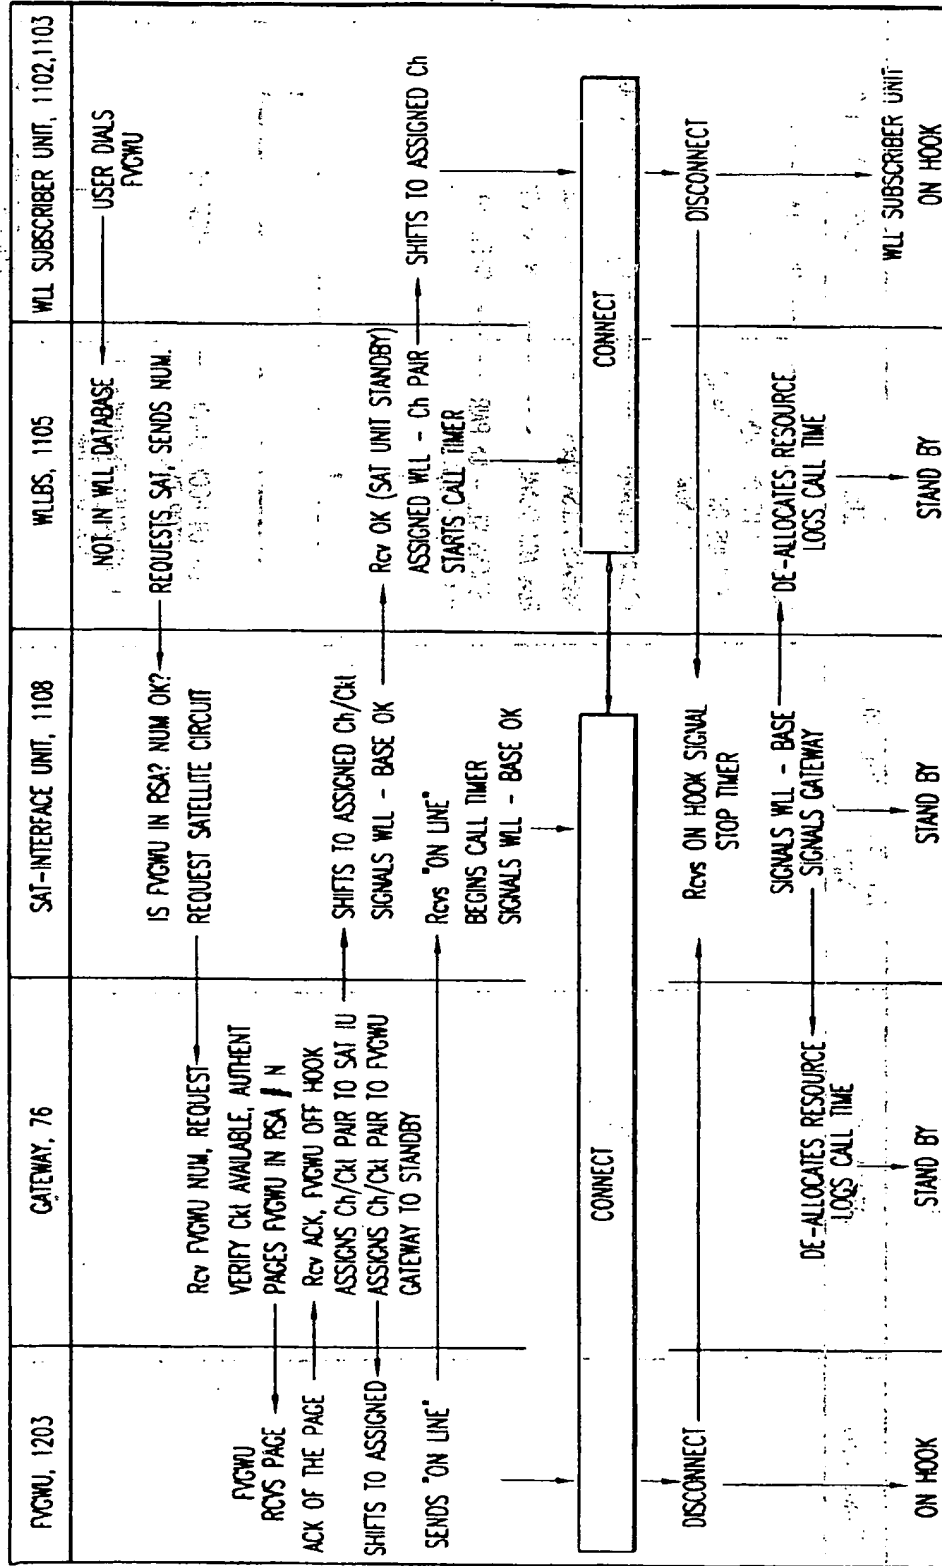 FVGWU, 1203
GATEWAY, 76
SAT-INTERFACE UNIT, 1108
WLLBS, 1105
WLL SUBSCRIBER UNIT, 1102,1103
USER DIALS
FVGWU
NOT IN WLL DATABASE
REQUESTS SAT, SENDS NUM.
IS FVGWU IN RSA? NUM OK?
REQUEST SATELLITE CIRCUIT
Rcv FVGWU NUM, REQUEST
VERIFY Ckt AVAILABLE, AUTHENT
PAGES FVGWU IN RSA / N
FVGWU
RCVS PAGE
ACK OF THE PAGE
Rcv ACK, FVGWU OFF HOOK
ASSIGNS Ch/Ckt PAIR TO SAT IU
ASSIGNS Ch/Ckt PAIR TO FVGWU
GATEWAY TO STANDBY
SHIFTS TO ASSIGNED Ch/Ckt
SIGNALS WLL - BASE OK
Rcv OK (SAT UNIT STANDBY)
ASSIGNED WLL - Ch PAIR
STARTS CALL TIMER
SHIFTS TO ASSIGNED Ch
SHIFTS TO ASSIGNED
SENDS "ON LINE"
Rcvs "ON LINE"
BEGINS CALL TIMER
SIGNALS WLL - BASE OK
CONNECT
CONNECT
DISCONNECT
Rcvs ON HOOK SIGNAL
STOP TIMER
DISCONNECT
SIGNALS WLL - BASE
SIGNALS GATEWAY
DE-ALLOCATES RESOURCE
LOGS CALL TIME
DE-ALLOCATES RESOURCE
LOGS CALL TIME
ON HOOK
STAND BY
STAND BY
STAND BY
WLL SUBSCRIBER UNIT
ON HOOK